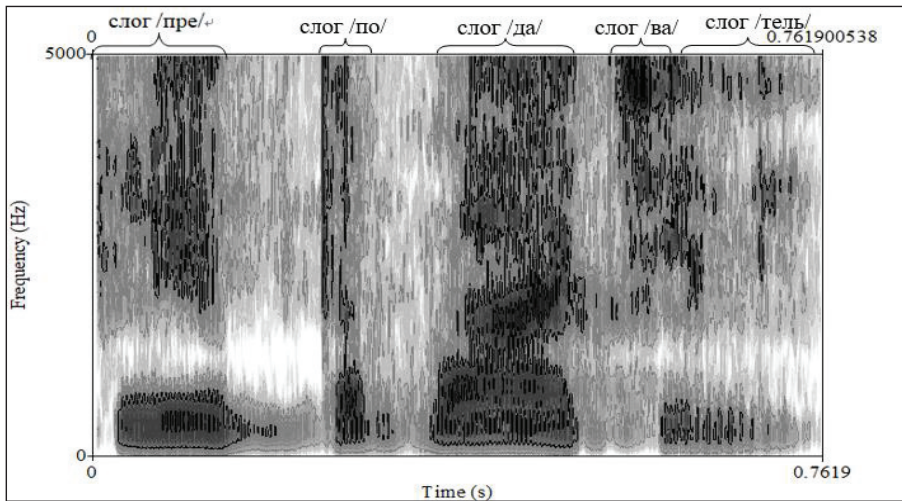 слог /пре/↵ слог /по/ слог /да/ слог /ва/ слог /тель/
0 0.761900538
5000
Frequency (Hz)
0
0 0.7619
Time (s)